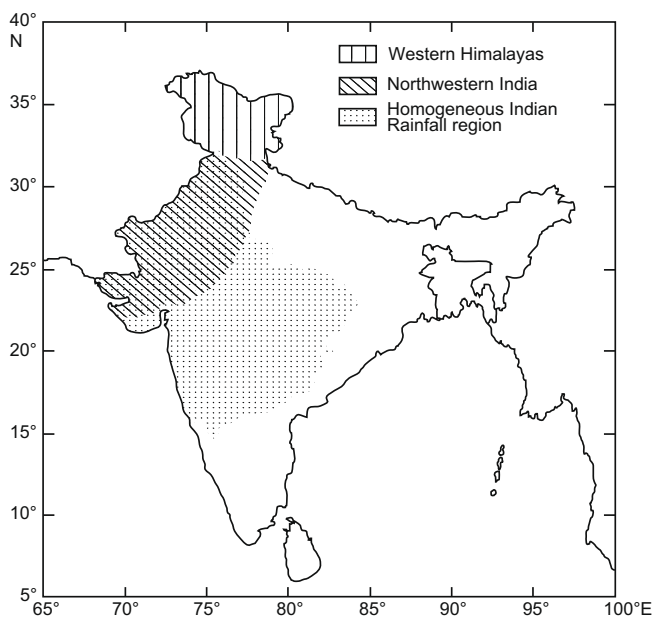 40°
N
Western Himalayas
Northwestern India
Homogeneous Indian
Rainfall region
35°
30°
25°
20°
15°
10°
5°
65° 70° 75° 80° 85° 90° 95° 100°E